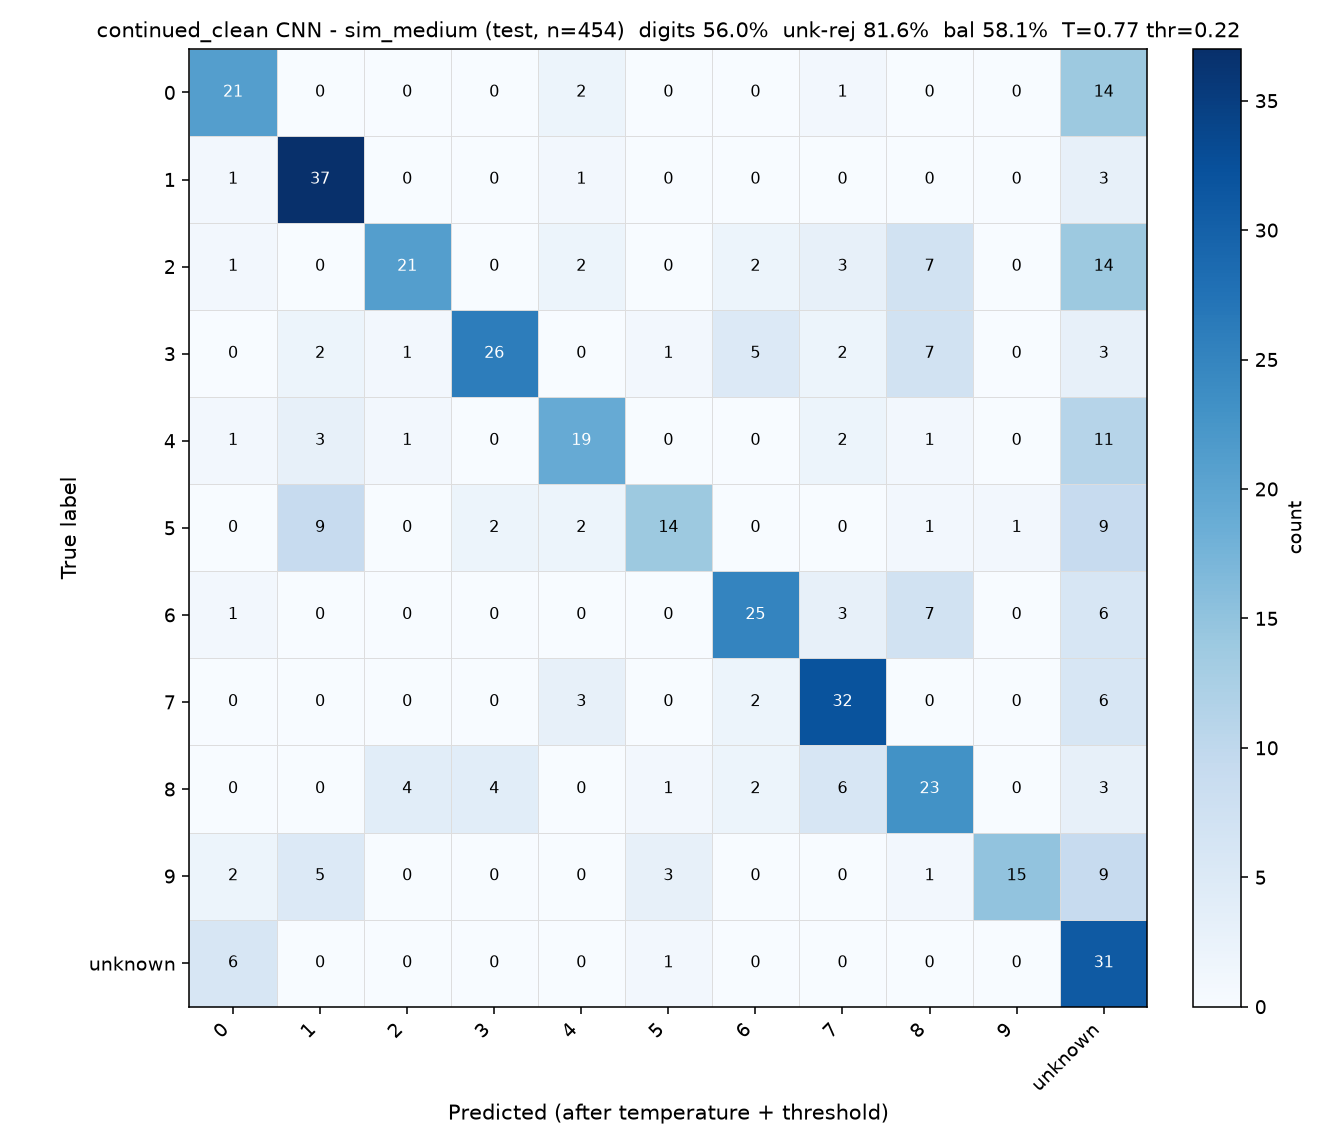 continued_clean CNN - sim_medium (test, n=454)  digits 56.0%  unk-rej 81.6%  bal 58.1%  T=0.77 thr=0.22
0 21 0 0 0 2 0 0 1 0 0 14
1 1 37 0 0 1 0 0 0 0 0 3
2 1 0 21 0 2 0 2 3 7 0 14
3 0 2 1 26 0 1 5 2 7 0 3
4 1 3 1 0 19 0 0 2 1 0 11
5 0 9 0 2 2 14 0 0 1 1 9
6 1 0 0 0 0 0 25 3 7 0 6
7 0 0 0 0 3 0 2 32 0 0 6
8 0 0 4 4 0 1 2 6 23 0 3
9 2 5 0 0 0 3 0 0 1 15 9
unknown 6 0 0 0 0 1 0 0 0 0 31
0 1 2 3 4 5 6 7 8 9 unknown
Predicted (after temperature + threshold)
True label
35
30
25
20
15
10
5
0
count